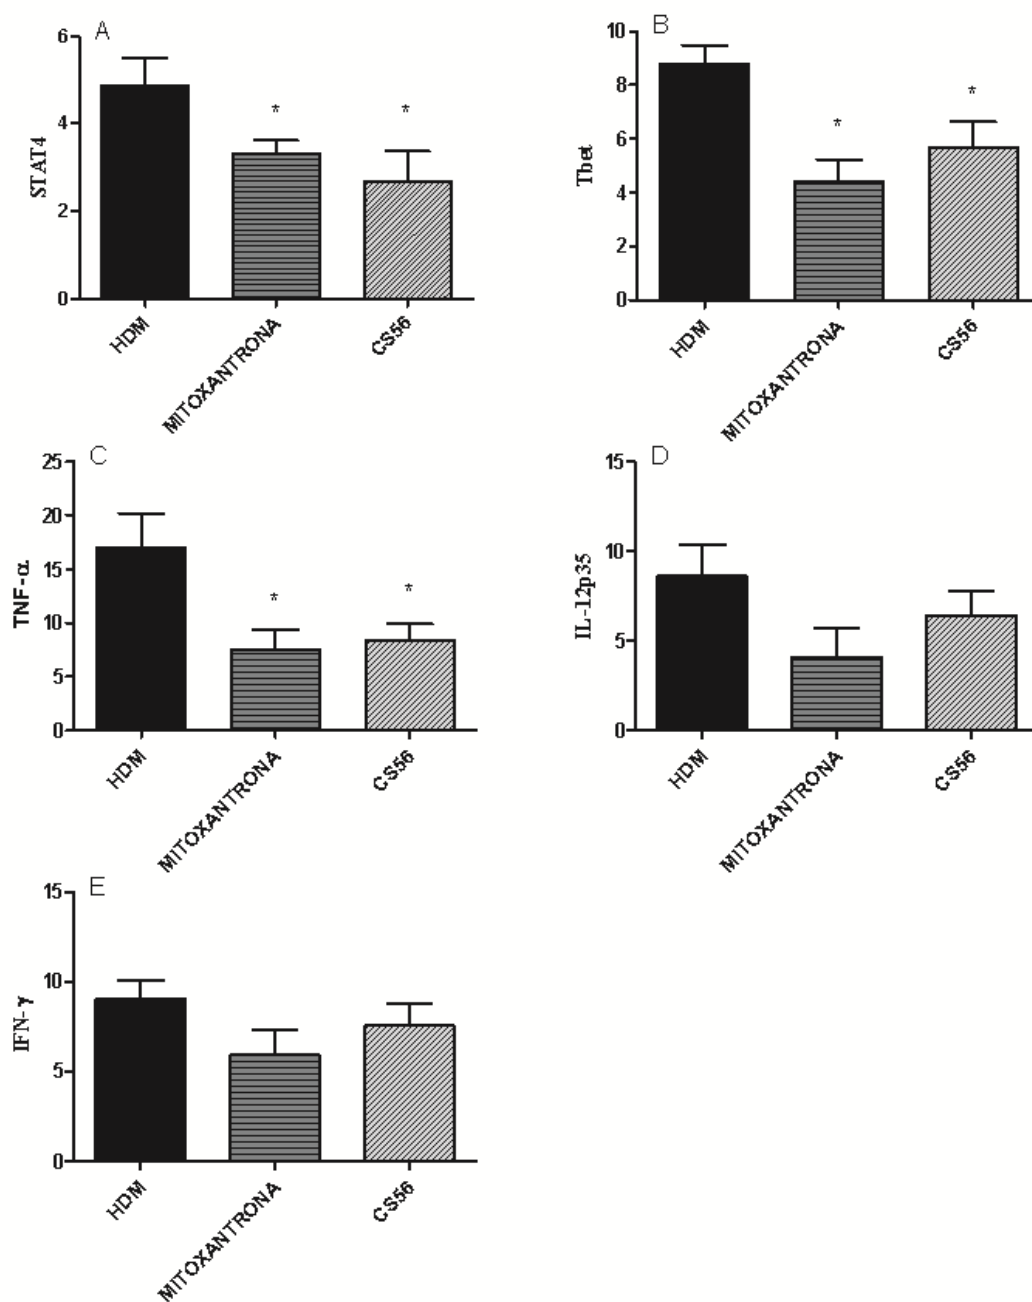 A
STAT4
6
4
2
0
*
*
HDM
MITOXANTRONA
CS56
B
Tbet
10
8
6
4
2
0
*
*
HDM
MITOXANTRONA
CS56
C
TNF-α
25
20
15
10
5
0
*
*
HDM
MITOXANTRONA
CS56
D
IL-12p35
15
10
5
0
HDM
MITOXANTRONA
CS56
E
IFN-γ
15
10
5
0
HDM
MITOXANTRONA
CS56